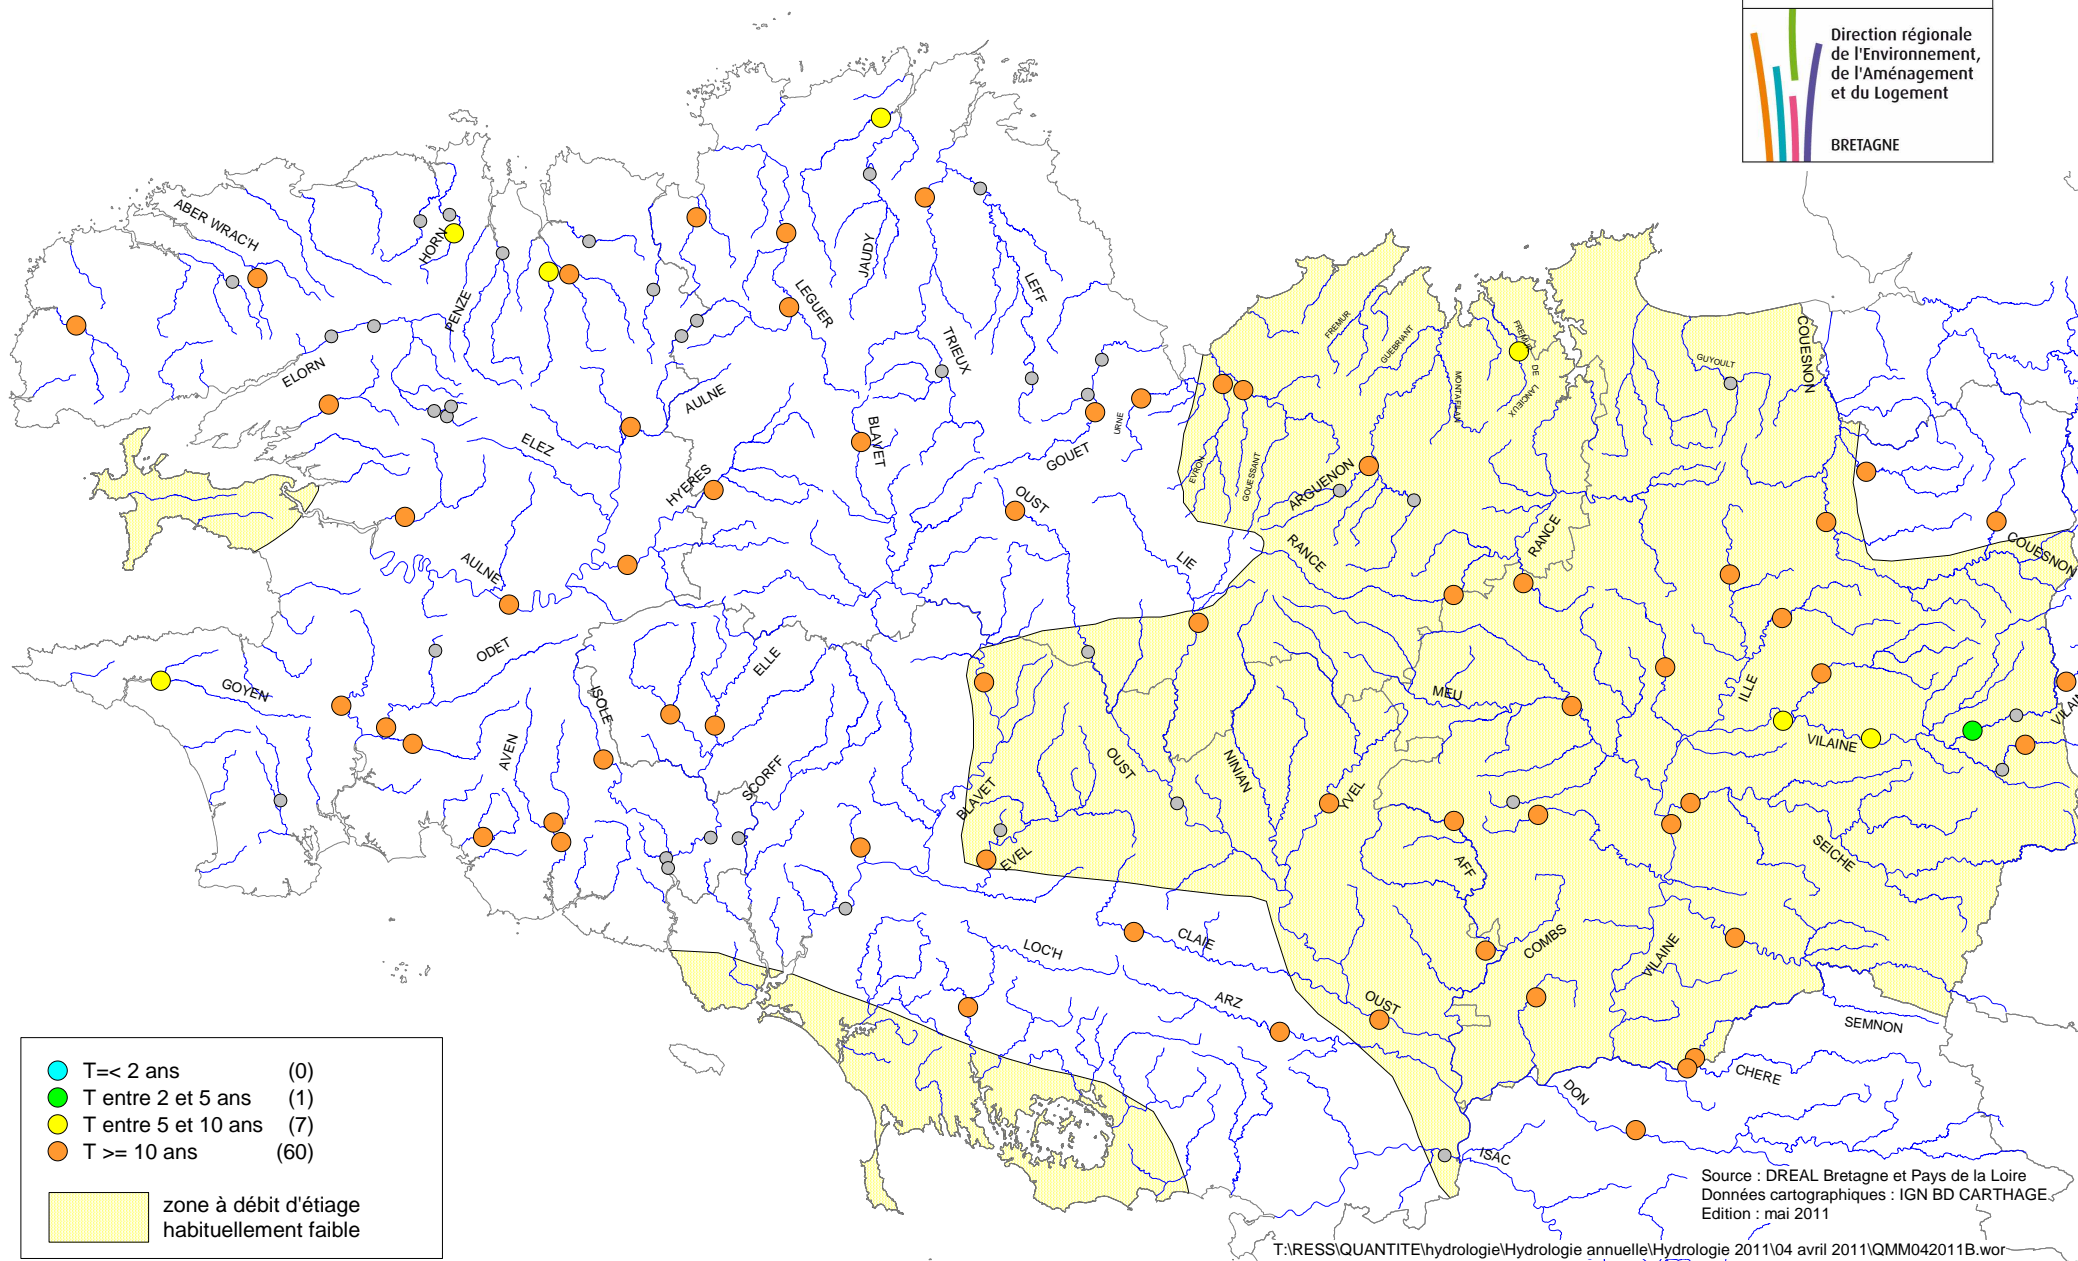 Direction régionale
de l'Environnement,
de l'Aménagement
et du Logement
BRETAGNE
ABER WRAC'H
HORN
PENZE
ELORN
JAUDY
LEGUER
LEFF
TRIEUX
AULNE
ELEZ
BLAVET
URNE
GOUET
HYERES
OUST
AULNE
LIE
FREMUR
GUEBRIANT
FREMUR
DE
LANCIEUX
MONTAFILAN
GUYOULT
COUESNON
EVRON
GOUESSANT
ARGUENON
RANCE
RANCE
COUESNON
ODET
GOYEN
ISOLE
ELLE
AVEN
SCORFF
BLAVET
EVEL
OUST
NINIAN
YVEL
MEU
ILLE
VILAINE
VILAIN
AFF
SEICHE
COMBS
VILAINE
CLAIE
LOC'H
ARZ
OUST
SEMNON
CHERE
DON
ISAC
T=< 2 ans (0)
T entre 2 et 5 ans (1)
T entre 5 et 10 ans (7)
T >= 10 ans (60)
zone à débit d'étiage
habituellement faible
Source : DREAL Bretagne et Pays de la Loire
Données cartographiques : IGN BD CARTHAGE
Edition : mai 2011
T:\RESS\QUANTITE\hydrologie\Hydrologie annuelle\Hydrologie 2011\04 avril 2011\QMM042011B.wor